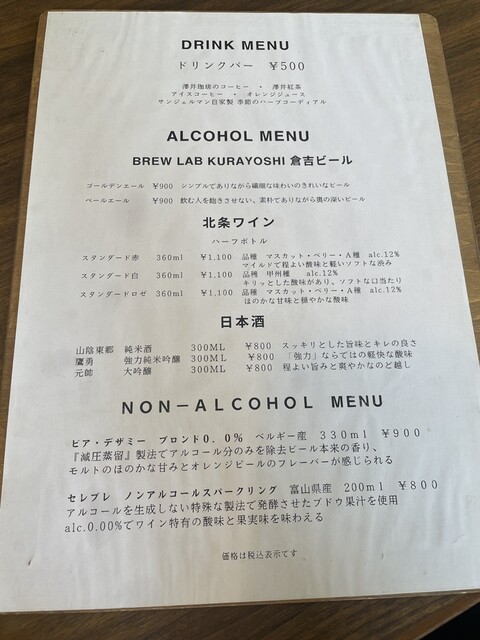 DRINK MENU
ドリンクバー ¥500
澤井珈琲のコーヒー ・ 澤井紅茶
アイスコーヒー ・ オレンジジュース
サンジェルマン自家製 季節のハーブコーディアル
ALCOHOL MENU
BREW LAB KURAYOSHI 倉吉ビール
ゴールデンエール ¥900 シンプルでありながら繊細な味わいのきれいなビール
ペールエール ¥900 飲む人を飽きさせない、素朴でありながら奥の深いビール
北条ワイン
ハーフボトル
スタンダード赤 360ml ¥1,100 品種 マスカット・ベリー・A種 alc.12%
マイルドで程よい酸味と軽いソフトな渋み
スタンダード白 360ml ¥1,100 品種 甲州種 alc.12%
キリッとした酸味があり、ソフトな口当たり
スタンダードロゼ 360ml ¥1,100 品種 マスカット・ベリー・A種 alc.12%
ほのかな甘味と穏やかな酸味
日本酒
山陰東郷 純米酒 300ML ¥800 スッキリとした旨味とキレの良さ
鷹勇 強力純米吟醸 300ML ¥800 「強力」ならではの軽快な酸味
元帥 大吟醸 300ML ¥800 程よい旨みと爽やかなのど越し
NON－ALCOHOL MENU
ビア・デザミー ブロンド0．0％ ベルギー産 330ml ¥900
『減圧蒸留』製法でアルコール分のみを除去ビール本来の香り、
モルトのほのかな甘みとオレンジピールのフレーバーが感じられる
セレブレ ノンアルコールスパークリング 富山県産 200ml ¥800
アルコールを生成しない特殊な製法で発酵させたブドウ果汁を使用
alc.0.00%でワイン特有の酸味と果実味を味わえる
価格は税込表示です